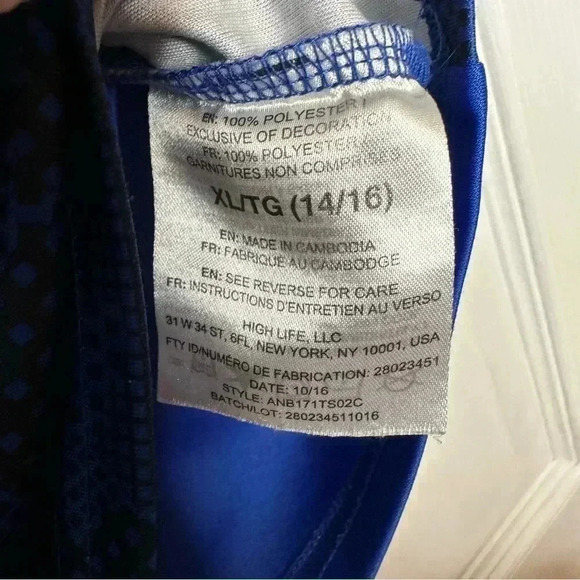 EN: 100% POLYESTER
EXCLUSIVE OF DECORATION
FR: 100% POLYESTER
GARNITURES NON COMPRISES
XL/TG (14/16)
EN: MADE IN CAMBODIA
FR: FABRIQUÉ AU CAMBODGE
EN: SEE REVERSE FOR CARE
FR: INSTRUCTIONS D'ENTRETIEN AU VERSO
HIGH LIFE, LLC
31 W 34 ST, 6FL, NEW YORK, NY 10001, USA
FTY ID/NUMÉRO DE FABRICATION: 28023451
DATE: 10/16
STYLE: ANB171TS02C
BATCH/LOT: 280234511016